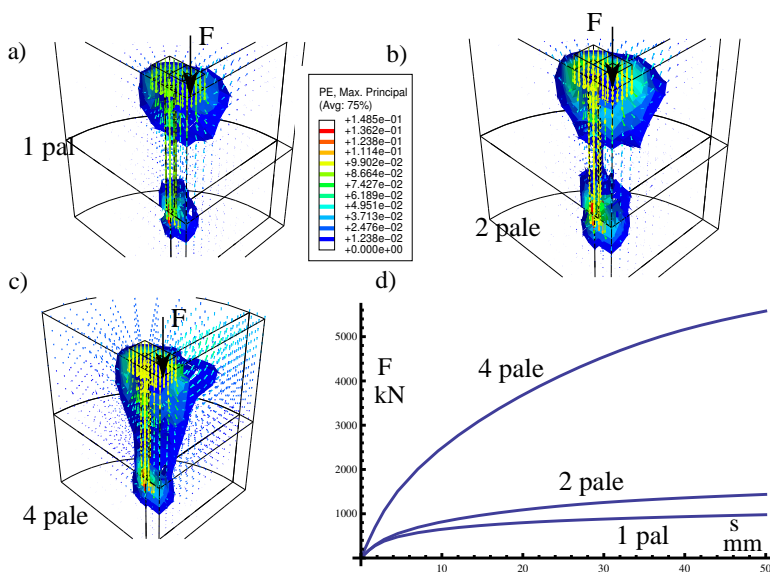 a)
F
1 pal
PE, Max. Principal
(Avg: 75%)
+1.485e-01
+1.362e-01
+1.238e-01
+1.114e-01
+9.902e-02
+8.664e-02
+7.427e-02
+6.189e-02
+4.951e-02
+3.713e-02
+2.476e-02
+1.238e-02
+0.000e+00
b)
F
2 pale
c)
F
4 pale
d)
F
kN
5000
4000
3000
2000
1000
4 pale
2 pale
1 pal
s
mm
0
10
20
30
40
50